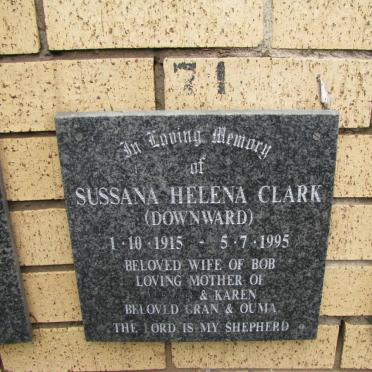 71
In Loving Memory
of
SUSSANA HELENA CLARK
(DOWNWARD)
1·10·1915 - 5·7·1995
BELOVED WIFE OF BOB
LOVING MOTHER OF
& KAREN
BELOVED GRAN & OUMA
THE LORD IS MY SHEPHERD